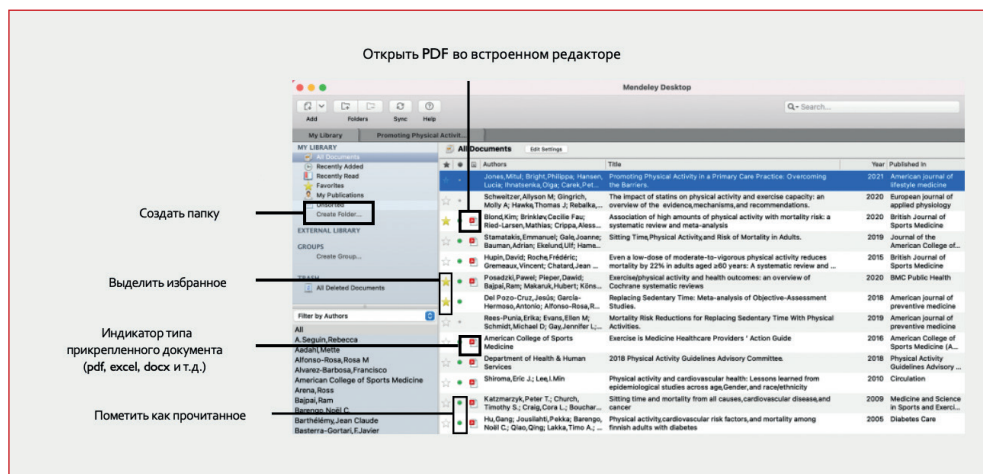 Открыть PDF во встроенном редакторе
Mendeley Desktop
Search...
Add Folders Sync Help
My Library Promoting Physical Activit...
MY LIBRARY
All Documents
Recently Added
Recently Read
Favorites
My Publications
Unsorted
Create Folder...
EXTERNAL LIBRARY
GROUPS
Create Group...
TRASH
All Deleted Documents
Filter by Authors
All
A.Seguin,Rebecca
Aadahl,Mette
Alfonso-Rosa,Rosa M
Alvarez-Barbosa,Francisco
American College of Sports Medicine
Arena,Ross
Bajpai,Ram
Barengo,Noël C.
Barthélémy,Jean Claude
Basterra-Gortari,F.Javier
Создать папку
Выделить избранное
Индикатор типа
прикрепленного документа
(pdf, excel, docx и т.д.)
Пометить как прочитанное
All Documents Edit Settings
Authors Title Year Published In
Jones,Mitul; Bright,Philippa; Hansen, Promoting Physical Activity in a Primary Care Practice: Overcoming 2021 American journal of
Lucia; Ihnatsenka,Olga; Carek,Pet... the Barriers. lifestyle medicine
Schweitzer,Allyson M; Gingrich, The impact of statins on physical activity and exercise capacity: an 2020 European journal of
Molly A; Hawke,Thomas J; Rebalka,... overview of the evidence,mechanisms,and recommendations. applied physiology
Blond,Kim; Brinkløv,Cecilie Fau; Association of high amounts of physical activity with mortality risk: a 2020 British Journal of
Ried-Larsen,Mathias; Crippa,Aless... systematic review and meta-analysis Sports Medicine
Stamatakis,Emmanuel; Gale,Joanne; Sitting Time,Physical Activity,and Risk of Mortality in Adults. 2019 Journal of the
Bauman,Adrian; Ekelund,Ulf; Hame... American College of...
Hupin,David; Roche,Frédéric; Even a low-dose of moderate-to-vigorous physical activity reduces 2015 British Journal of
Gremeaux,Vincent; Chatard,Jean ... mortality by 22% in adults aged ≥60 years: A systematic review and ... Sports Medicine
Posadzki,Pawel; Pieper,Dawid; Exercise/physical activity and health outcomes: an overview of 2020 BMC Public Health
Bajpai,Ram; Makaruk,Hubert; Köns... Cochrane systematic reviews
Del Pozo-Cruz,Jesús; García- Replacing Sedentary Time: Meta-analysis of Objective-Assessment 2018 American journal of
Hermoso,Antonio; Alfonso-Rosa,R... Studies. preventive medicine
Rees-Punia,Erika; Evans,Ellen M; Mortality Risk Reductions for Replacing Sedentary Time With Physical 2019 American journal of
Schmidt,Michael D; Gay,Jennifer L;... Activities. preventive medicine
American College of Sports Exercise is Medicine Healthcare Providers ' Action Guide 2016 American College of
Medicine Sports Medicine (A...
Department of Health & Human 2018 Physical Activity Guidelines Advisory Committee. 2018 Physical Activity
Services Guidelines Advisory ...
Shiroma,Eric J.; Lee,I.Min Physical activity and cardiovascular health: Lessons learned from 2010 Circulation
epidemiological studies across age,Gender,and race/ethnicity
Katzmarzyk,Peter T.; Church, Sitting time and mortality from all causes,cardiovascular disease,and 2009 Medicine and Science
Timothy S.; Craig,Cora L.; Bouchar... cancer in Sports and Exerci...
Hu,Gang; Jousilahti,Pekka; Barengo, Physical activity,cardiovascular risk factors,and mortality among 2005 Diabetes Care
Noël C.; Qiao,Qing; Lakka,Timo A.; ... finnish adults with diabetes